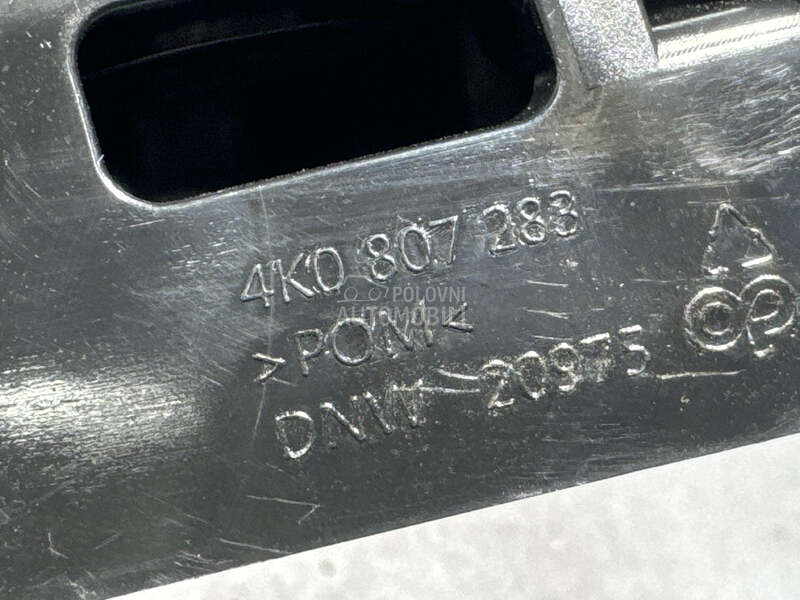 4K0 807 283
POLOVNI
AUTOMOBILI
>POM<
DNW 20975